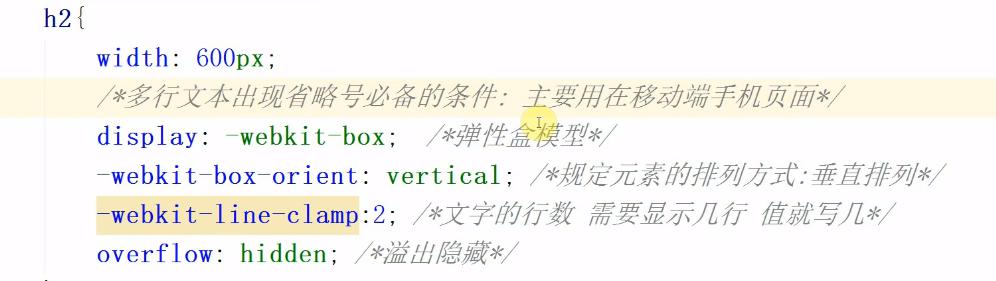 h2{
width: 600px;
/*多行文本出现省略号必备的条件: 主要用在移动端手机页面*/
display: -webkit-box; /*弹性盒模型*/
-webkit-box-orient: vertical; /*规定元素的排列方式:垂直排列*/
-webkit-line-clamp:2; /*文字的行数 需要显示几行 值就写几*/
overflow: hidden; /*溢出隐藏*/